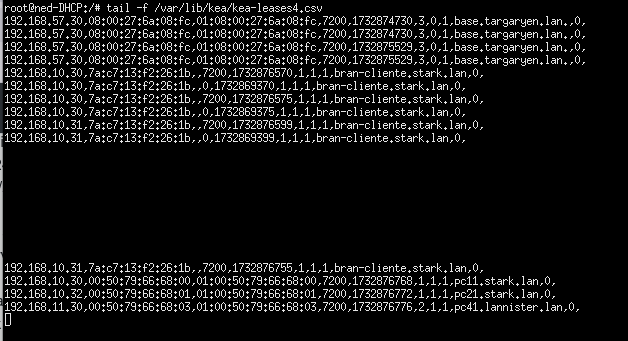 root@ned-DHCP:/# tail -f /var/lib/kea/kea-leases4.csv
192.168.57.30,08:00:27:6a:08:fc,01:08:00:27:6a:08:fc,7200,1732874730,3,0,1,base.targaryen.lan.,0,
192.168.57.30,08:00:27:6a:08:fc,01:08:00:27:6a:08:fc,7200,1732874730,3,0,1,base.targaryen.lan.,0,
192.168.57.30,08:00:27:6a:08:fc,01:08:00:27:6a:08:fc,7200,1732875529,3,0,1,base.targaryen.lan.,0,
192.168.57.30,08:00:27:6a:08:fc,01:08:00:27:6a:08:fc,7200,1732875529,3,0,1,base.targaryen.lan.,0,
192.168.10.30,7a:c7:13:f2:26:1b,,7200,1732876570,1,1,1,bran-cliente.stark.lan,0,
192.168.10.30,7a:c7:13:f2:26:1b,,0,1732869370,1,1,1,bran-cliente.stark.lan,0,
192.168.10.30,7a:c7:13:f2:26:1b,,7200,1732876575,1,1,1,bran-cliente.stark.lan,0,
192.168.10.30,7a:c7:13:f2:26:1b,,0,1732869375,1,1,1,bran-cliente.stark.lan,0,
192.168.10.31,7a:c7:13:f2:26:1b,,7200,1732876599,1,1,1,bran-cliente.stark.lan,0,
192.168.10.31,7a:c7:13:f2:26:1b,,0,1732869399,1,1,1,bran-cliente.stark.lan,0,
192.168.10.31,7a:c7:13:f2:26:1b,,7200,1732876755,1,1,1,bran-cliente.stark.lan,0,
192.168.10.30,00:50:79:66:68:00,01:00:50:79:66:68:00,7200,1732876768,1,1,1,pc11.stark.lan,0,
192.168.10.32,00:50:79:66:68:01,01:00:50:79:66:68:01,7200,1732876772,1,1,1,pc21.stark.lan,0,
192.168.11.30,00:50:79:66:68:03,01:00:50:79:66:68:03,7200,1732876776,2,1,1,pc41.lannister.lan,0,